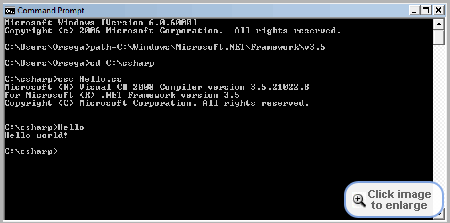 Command Prompt
Microsoft Windows [Version 6.0.6000]
Copyright (c) 2006 Microsoft Corporation.  All rights reserved.
C:\Users\Orsega>path=C:\Windows\Microsoft.NET\Framework\v3.5
C:\Users\Orsega>cd C:\csharp
C:\csharp>csc Hello.cs
Microsoft (R) Visual C# 2008 Compiler version 3.5.21022.8
for Microsoft (R) .NET Framework version 3.5
Copyright (C) Microsoft Corporation. All rights reserved.
C:\csharp>Hello
Hello world!
C:\csharp>
Click image
to enlarge